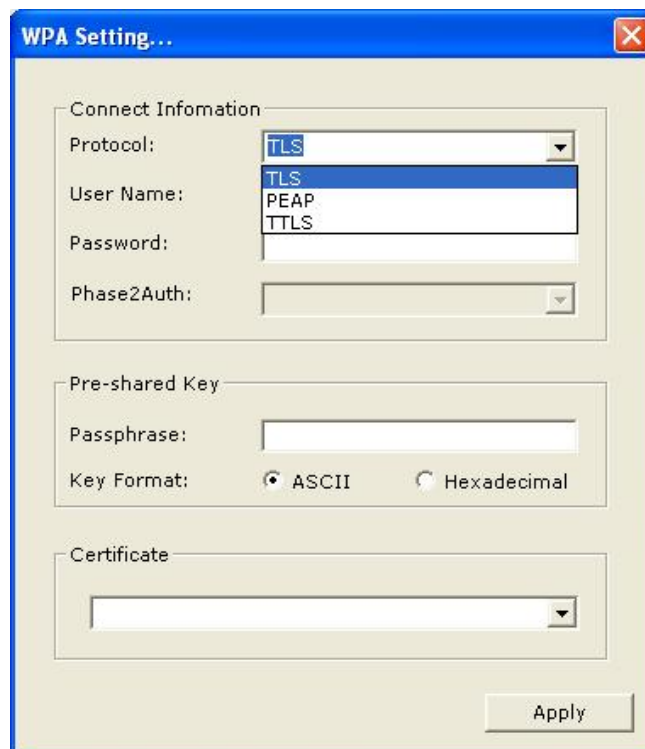 WPA Setting...
Connect Infomation
Protocol: TLS
TLS
User Name:
PEAP
TTLS
Password:
Phase2Auth:
Pre-shared Key
Passphrase:
Key Format: ASCII Hexadecimal
Certificate
Apply